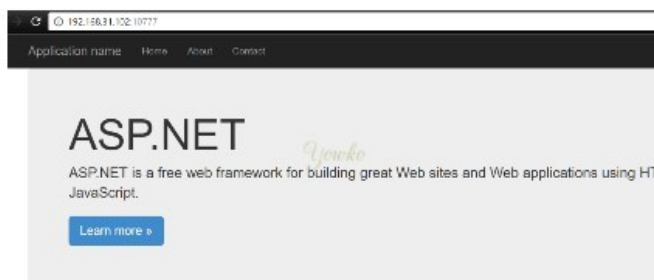 192.168.31.102:10777
Application name Home About Contact
ASP.NET
Yowko
ASP.NET is a free web framework for building great Web sites and Web applications using HT
JavaScript.
Learn more »